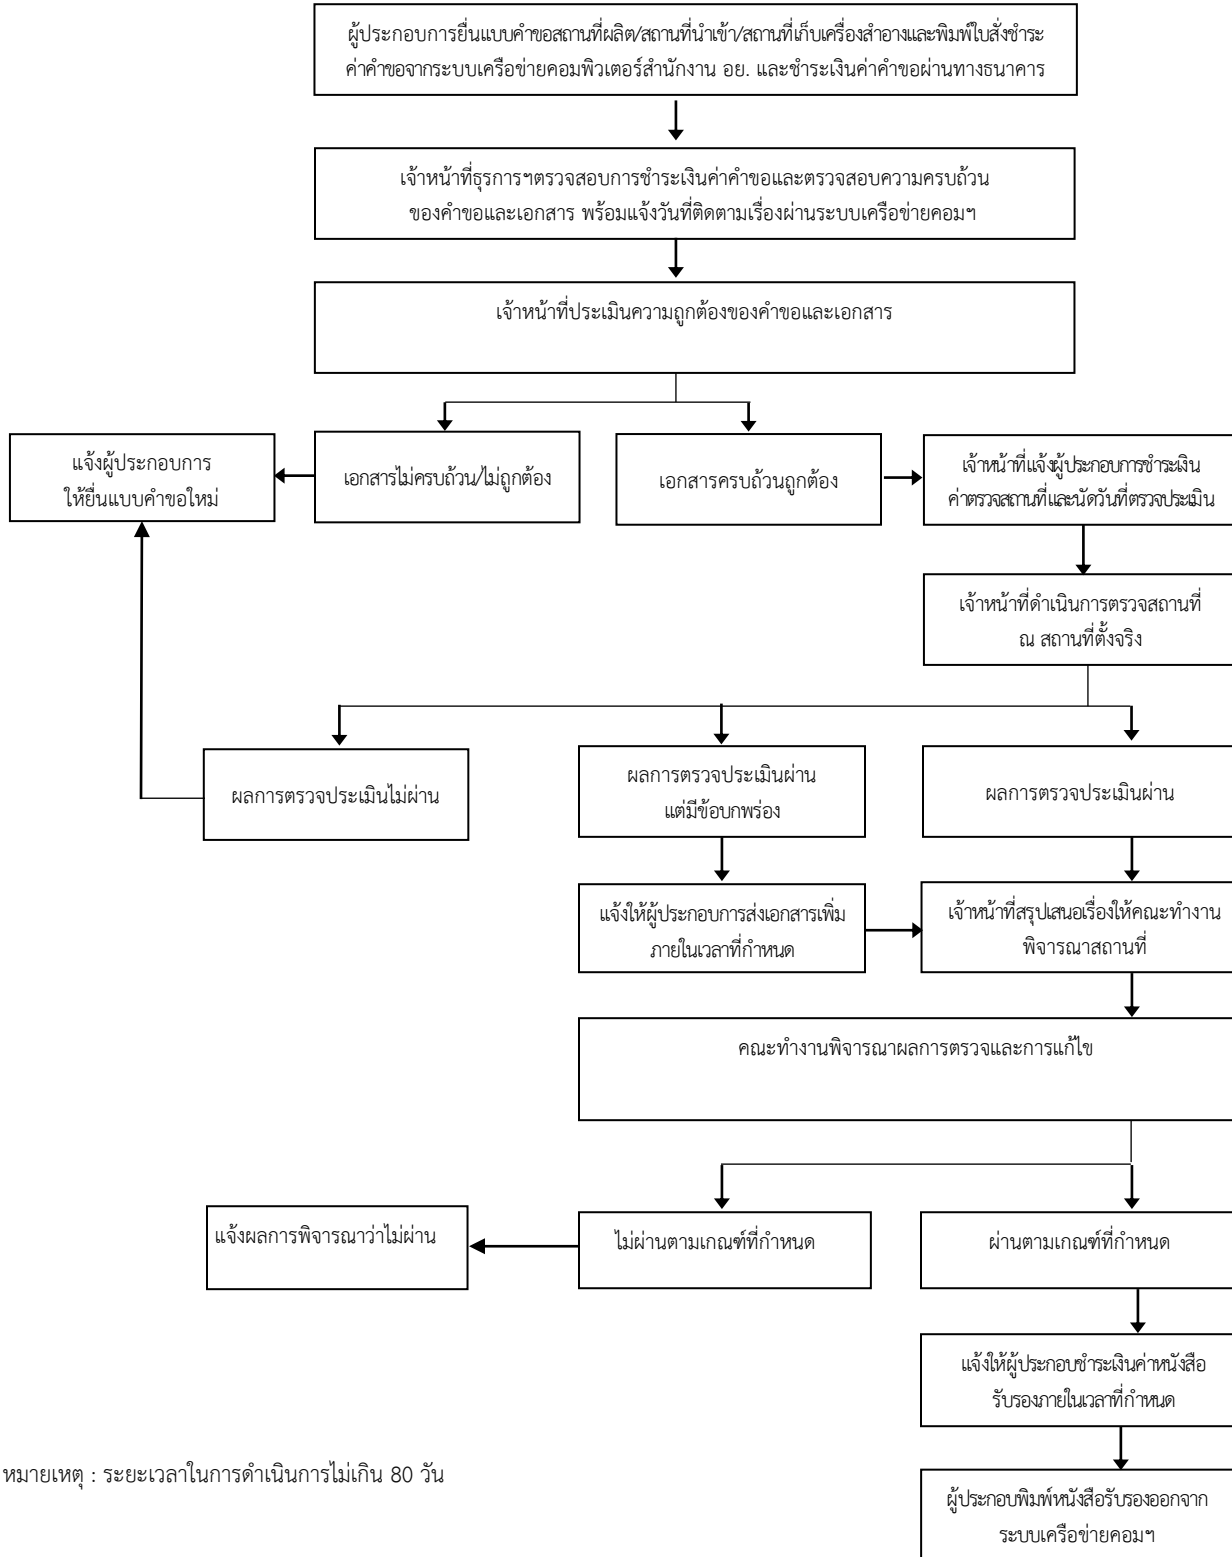 ผู้ประกอบการยื่นแบบคำขอสถานที่ผลิต/สถานที่นำเข้า/สถานที่เก็บเครื่องสำอางและพิมพ์ใบสั่งชำระ
ค่าคำขอจากระบบเครือข่ายคอมพิวเตอร์สำนักงาน อย. และชำระเงินค่าคำขอผ่านทางธนาคาร
เจ้าหน้าที่ธุรการฯตรวจสอบการชำระเงินค่าคำขอและตรวจสอบความครบถ้วน
ของคำขอและเอกสาร พร้อมแจ้งวันที่ติดตามเรื่องผ่านระบบเครือข่ายคอมฯ
เจ้าหน้าที่ประเมินความถูกต้องของคำขอและเอกสาร
แจ้งผู้ประกอบการ
ให้ยื่นแบบคำขอใหม่
เอกสารไม่ครบถ้วน/ไม่ถูกต้อง
เอกสารครบถ้วนถูกต้อง
เจ้าหน้าที่แจ้งผู้ประกอบการชำระเงิน
ค่าตรวจสถานที่และนัดวันที่ตรวจประเมิน
เจ้าหน้าที่ดำเนินการตรวจสถานที่
ณ สถานที่ตั้งจริง
ผลการตรวจประเมินไม่ผ่าน
ผลการตรวจประเมินผ่าน
แต่มีข้อบกพร่อง
ผลการตรวจประเมินผ่าน
แจ้งให้ผู้ประกอบการส่งเอกสารเพิ่ม
ภายในเวลาที่กำหนด
เจ้าหน้าที่สรุปเสนอเรื่องให้คณะทำงาน
พิจารณาสถานที่
คณะทำงานพิจารณาผลการตรวจและการแก้ไข
แจ้งผลการพิจารณาว่าไม่ผ่าน
ไม่ผ่านตามเกณฑ์ที่กำหนด
ผ่านตามเกณฑ์ที่กำหนด
แจ้งให้ผู้ประกอบชำระเงินค่าหนังสือ
รับรองภายในเวลาที่กำหนด
หมายเหตุ : ระยะเวลาในการดำเนินการไม่เกิน 80 วัน
ผู้ประกอบพิมพ์หนังสือรับรองออกจาก
ระบบเครือข่ายคอมฯ